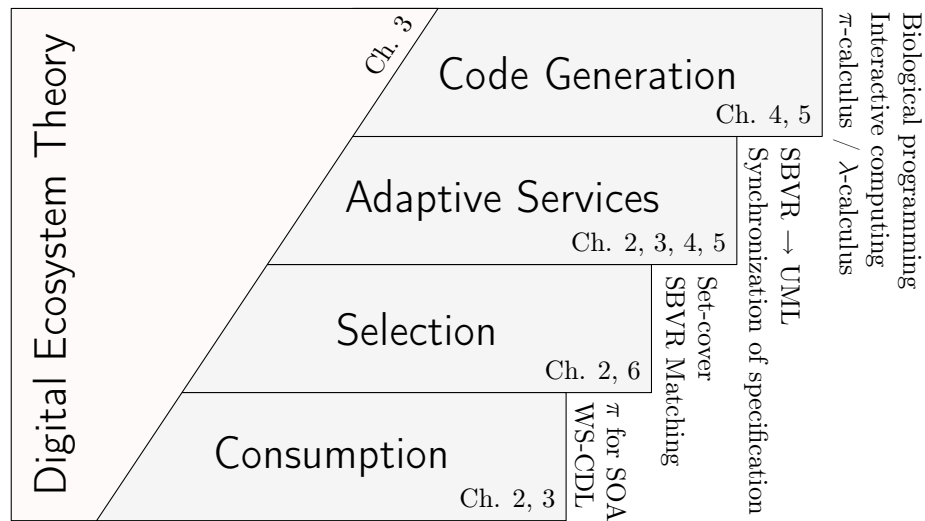 Digital Ecosystem Theory
Ch. 3
Code Generation
Ch. 4, 5
Biological programming
Interactive computing
π-calculus / λ-calculus
Adaptive Services
Ch. 2, 3, 4, 5
SBVR → UML
Synchronization of specification
Selection
Ch. 2, 6
Set-cover
SBVR Matching
Consumption
Ch. 2, 3
π for SOA
WS-CDL